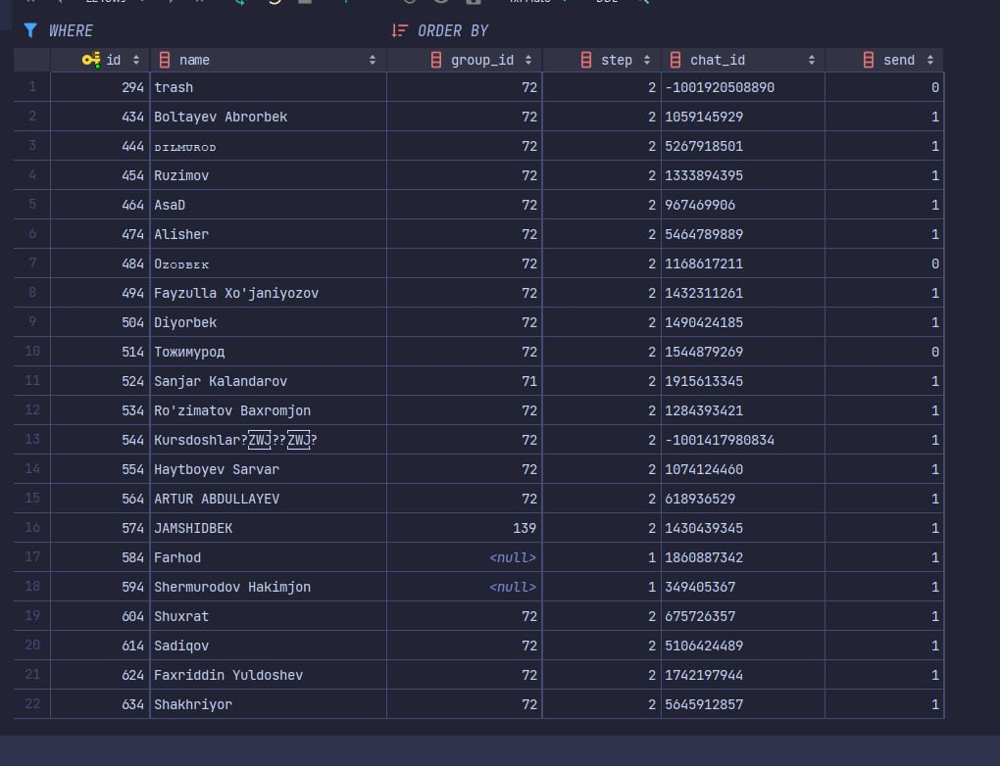 WHERE ORDER BY
id name group_id step chat_id send
1 294 trash 72 2 -1001920508890 0
2 434 Boltayev Abrorbek 72 2 1059145929 1
3 444 ᴅɪʟᴍᴜʀᴏᴅ 72 2 5267918501 1
4 454 Ruzimov 72 2 1333894395 1
5 464 AsaD 72 2 967469906 1
6 474 Alisher 72 2 5464789889 1
7 484 Oᴢᴏᴅʙᴇᴋ 72 2 1168617211 0
8 494 Fayzulla Xo'janiyozov 72 2 1432311261 1
9 504 Diyorbek 72 2 1490424185 1
10 514 Тожимурод 72 2 1544879269 0
11 524 Sanjar Kalandarov 71 2 1915613345 1
12 534 Ro'zimatov Baxromjon 72 2 1284393421 1
13 544 Kursdoshlar?ZWJ??ZWJ? 72 2 -1001417980834 1
14 554 Haytboyev Sarvar 72 2 1074124460 1
15 564 ARTUR ABDULLAYEV 72 2 618936529 1
16 574 JAMSHIDBEK 139 2 1430439345 1
17 584 Farhod <null> 1 1860887342 1
18 594 Shermurodov Hakimjon <null> 1 349405367 1
19 604 Shuxrat 72 2 675726357 1
20 614 Sadiqov 72 2 5106424489 1
21 624 Faxriddin Yuldoshev 72 2 1742197944 1
22 634 Shakhriyor 72 2 5645912857 1